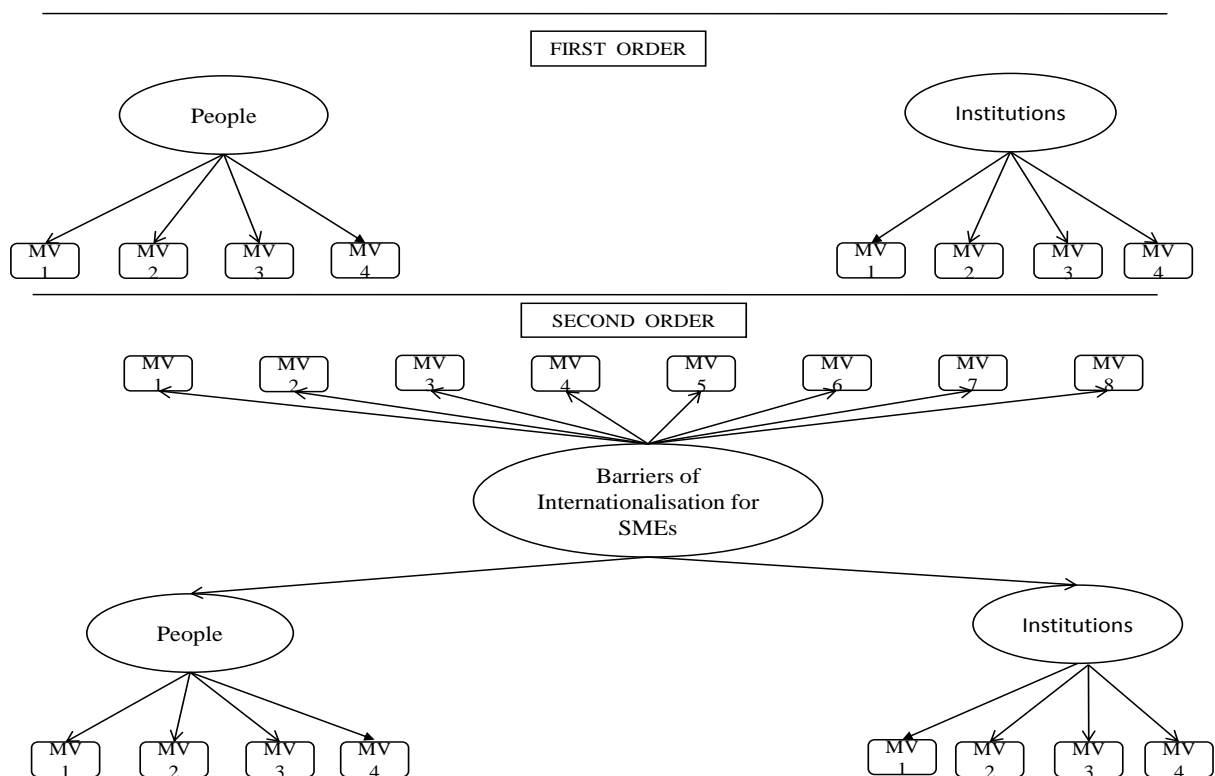 FIRST ORDER
People
Institutions
MV
1
MV
2
MV
3
MV
4
MV
1
MV
2
MV
3
MV
4
SECOND ORDER
MV
1
MV
2
MV
3
MV
4
MV
5
MV
6
MV
7
MV
8
Barriers of
Internationalisation for
SMEs
People
Institutions
MV
1
MV
2
MV
3
MV
4
MV
1
MV
2
MV
3
MV
4